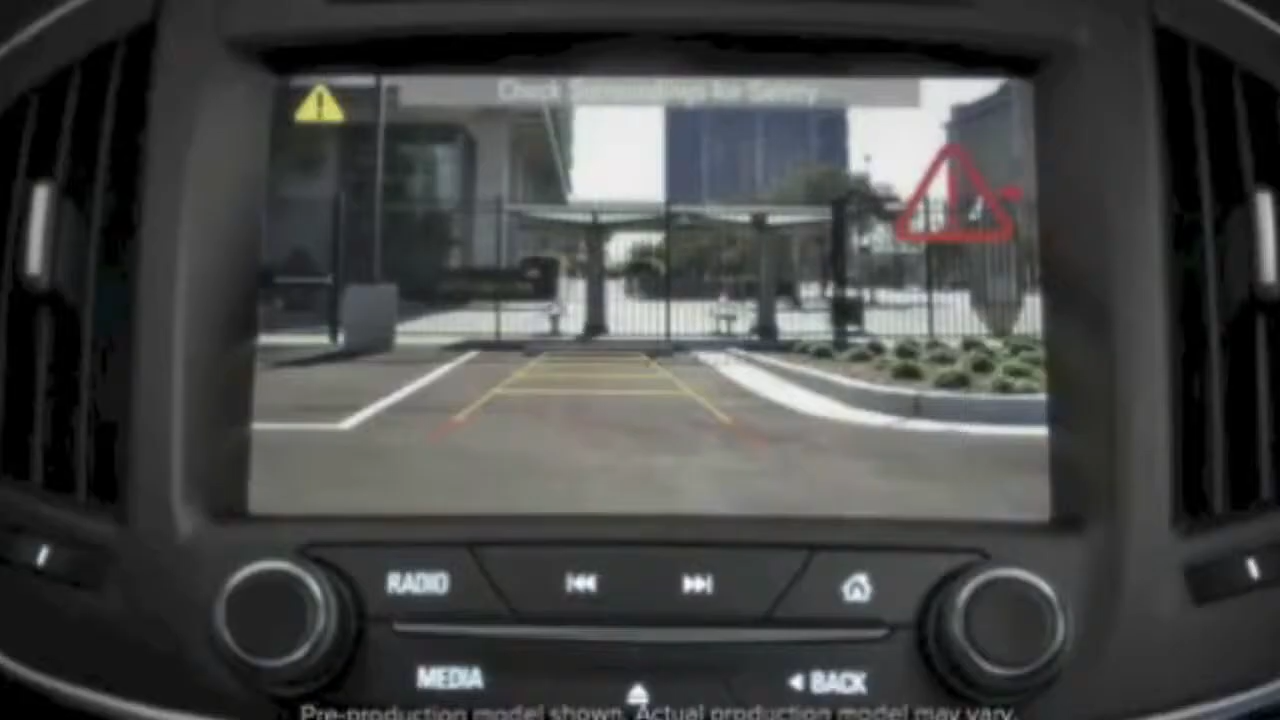 Check Surroundings for Safety
RADIO
MEDIA
BACK
Pre-production model shown. Actual production model may vary.